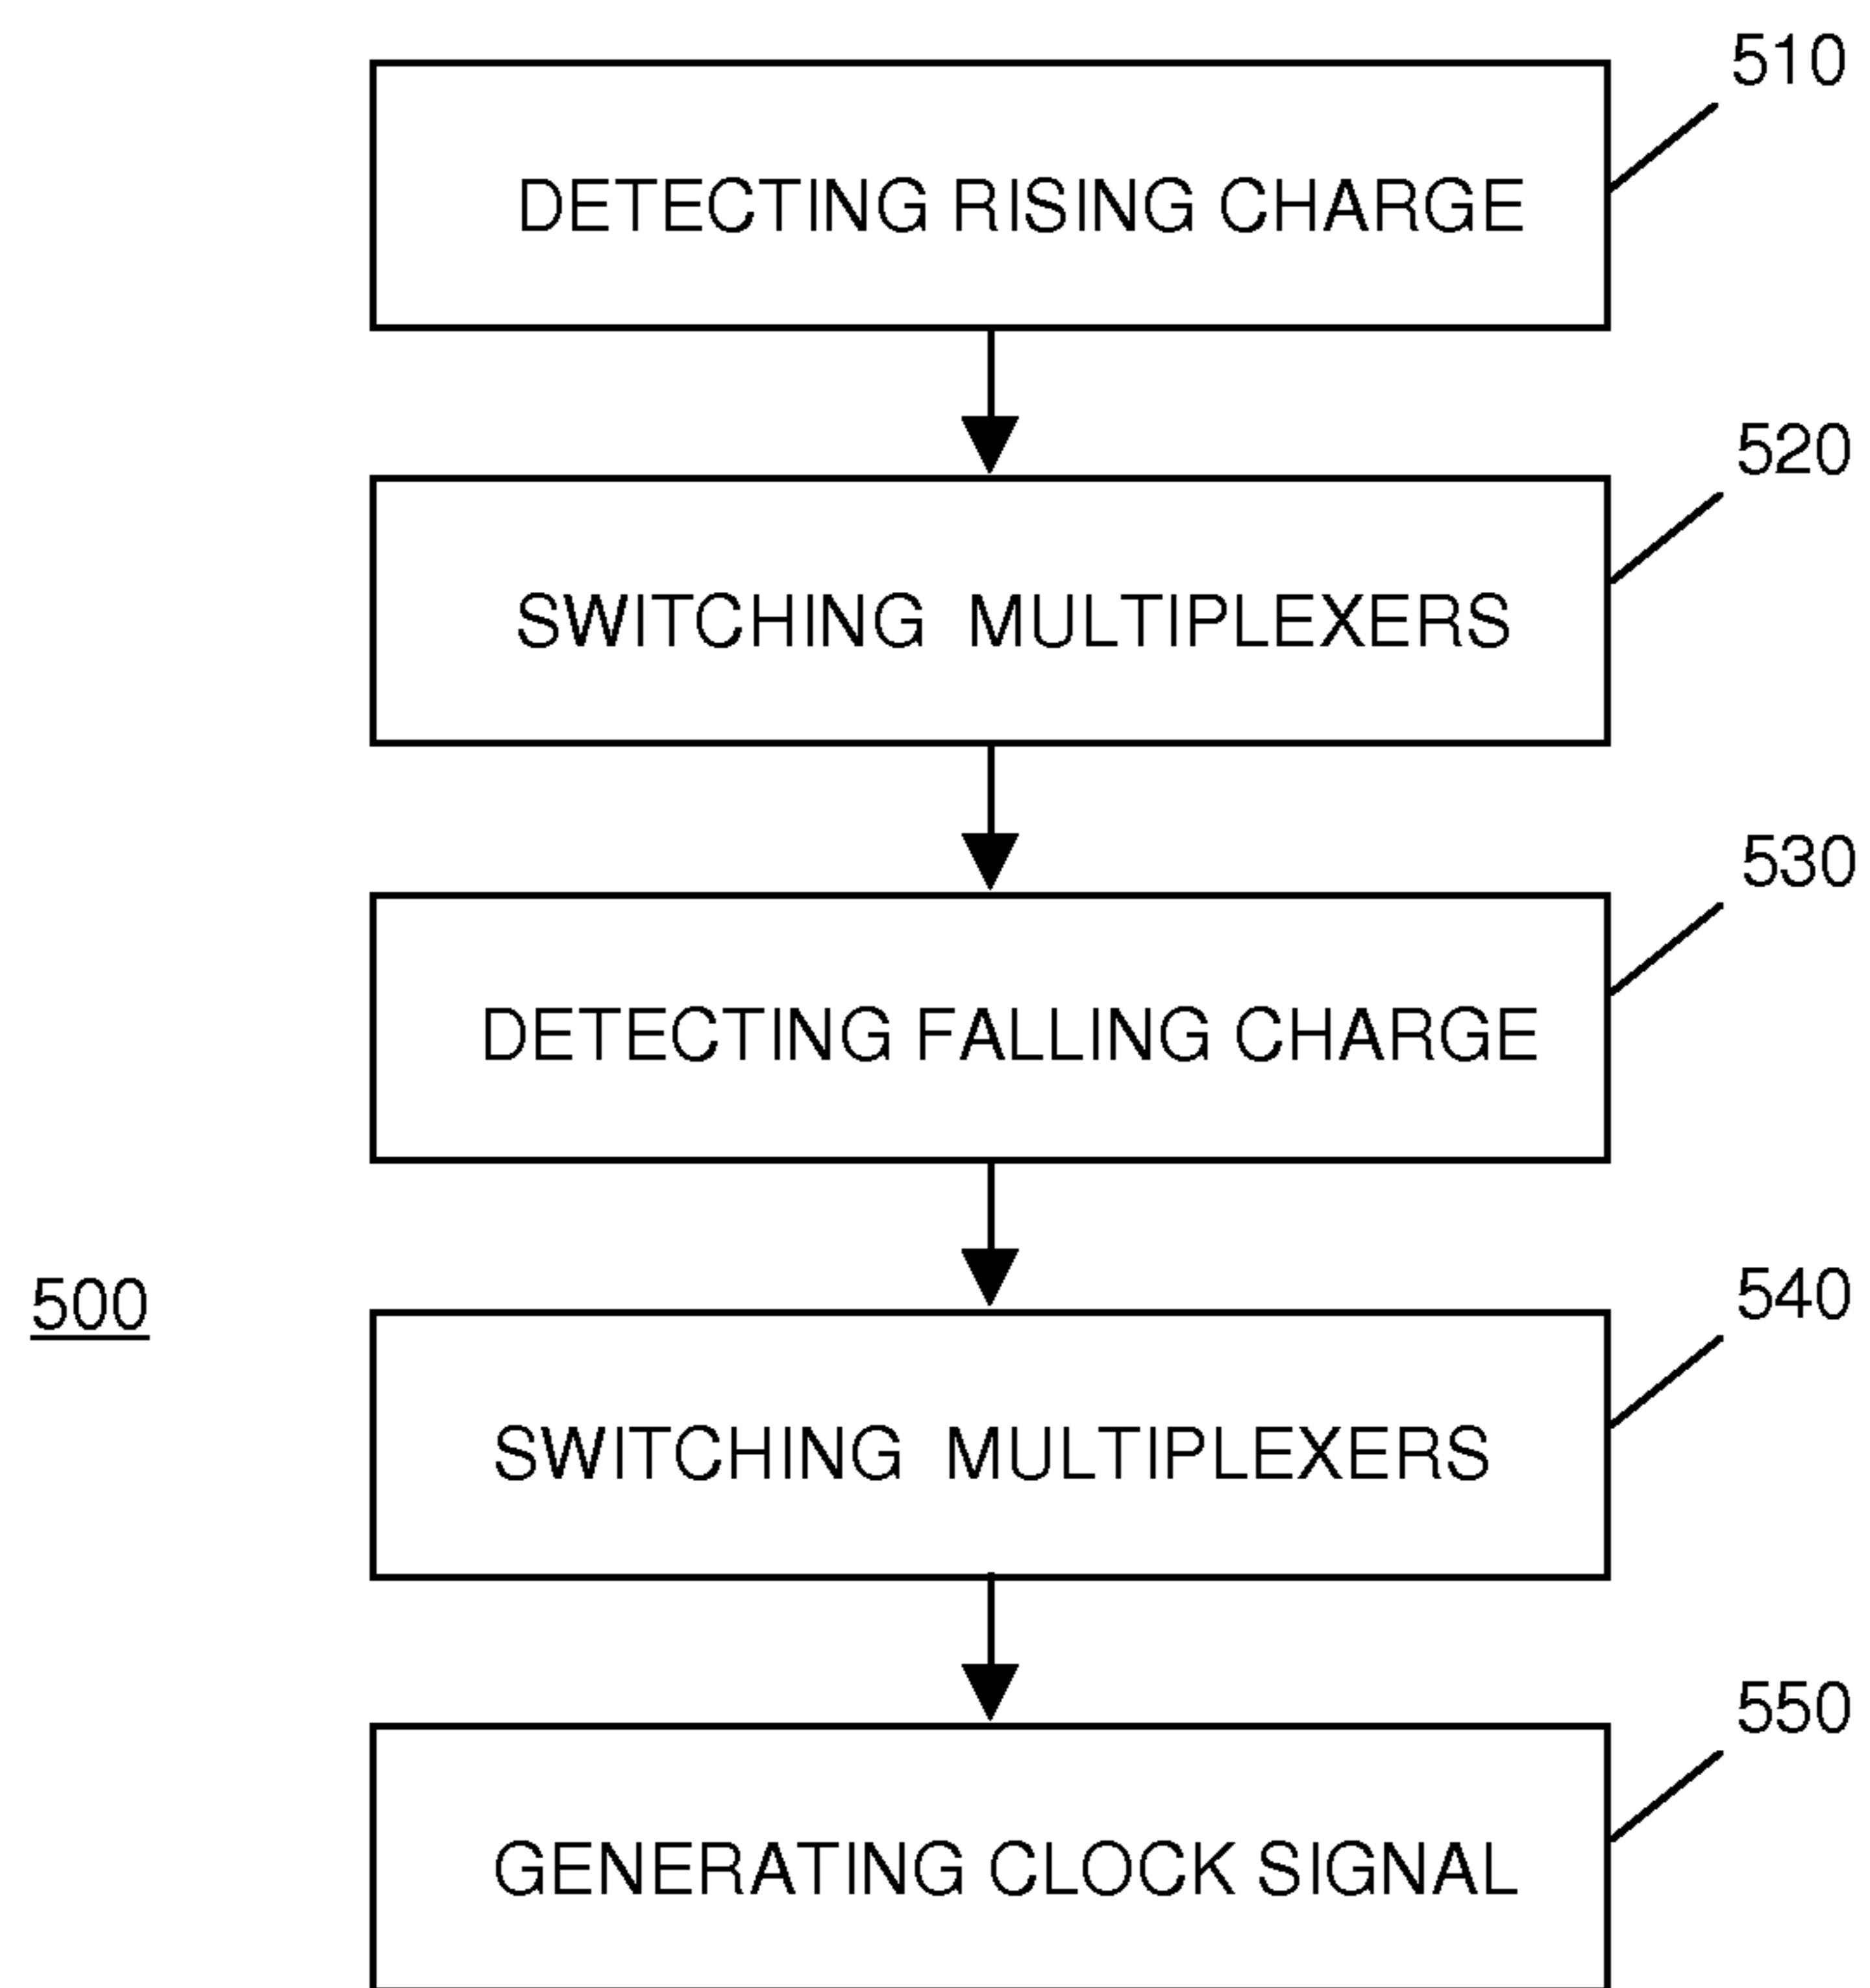 510
DETECTING RISING CHARGE
520
SWITCHING MULTIPLEXERS
530
DETECTING FALLING CHARGE
500
540
SWITCHING MULTIPLEXERS
550
GENERATING CLOCK SIGNAL